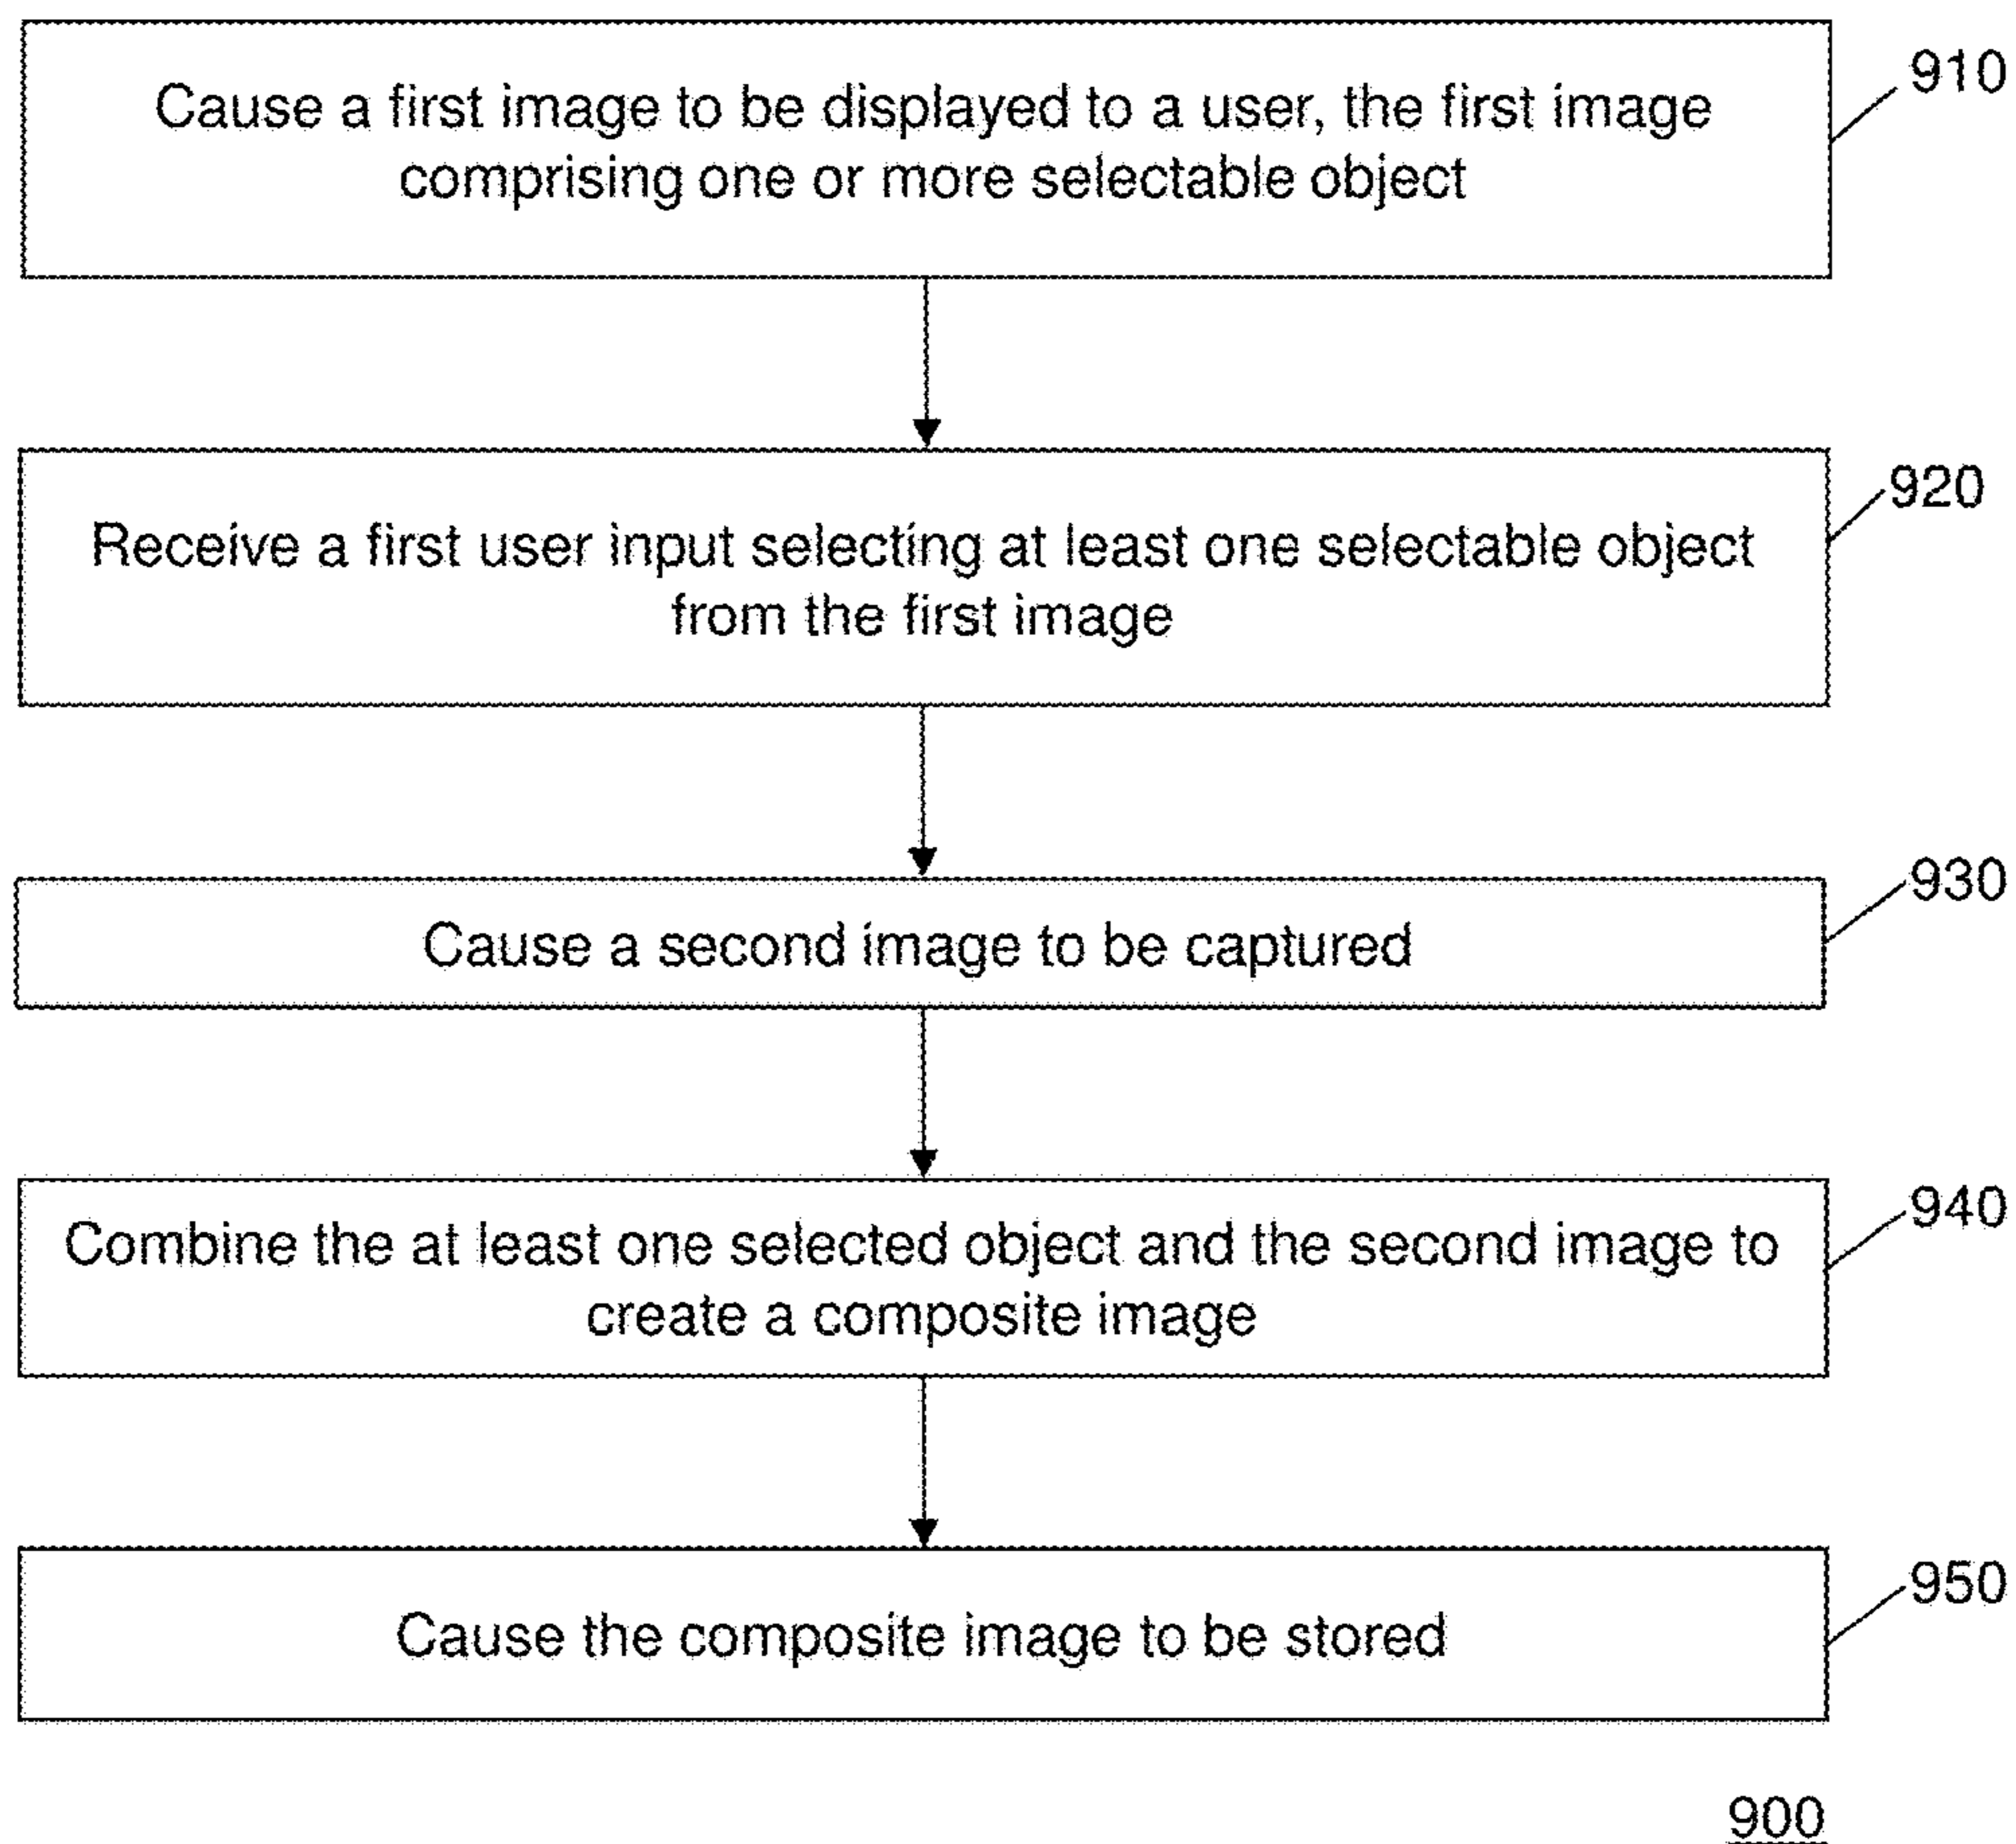 910
Cause a first image to be displayed to a user, the first image
comprising one or more selectable object
920
Receive a first user input selecting at least one selectable object
from the first image
930
Cause a second image to be captured
940
Combine the at least one selected object and the second image to
create a composite image
950
Cause the composite image to be stored
900